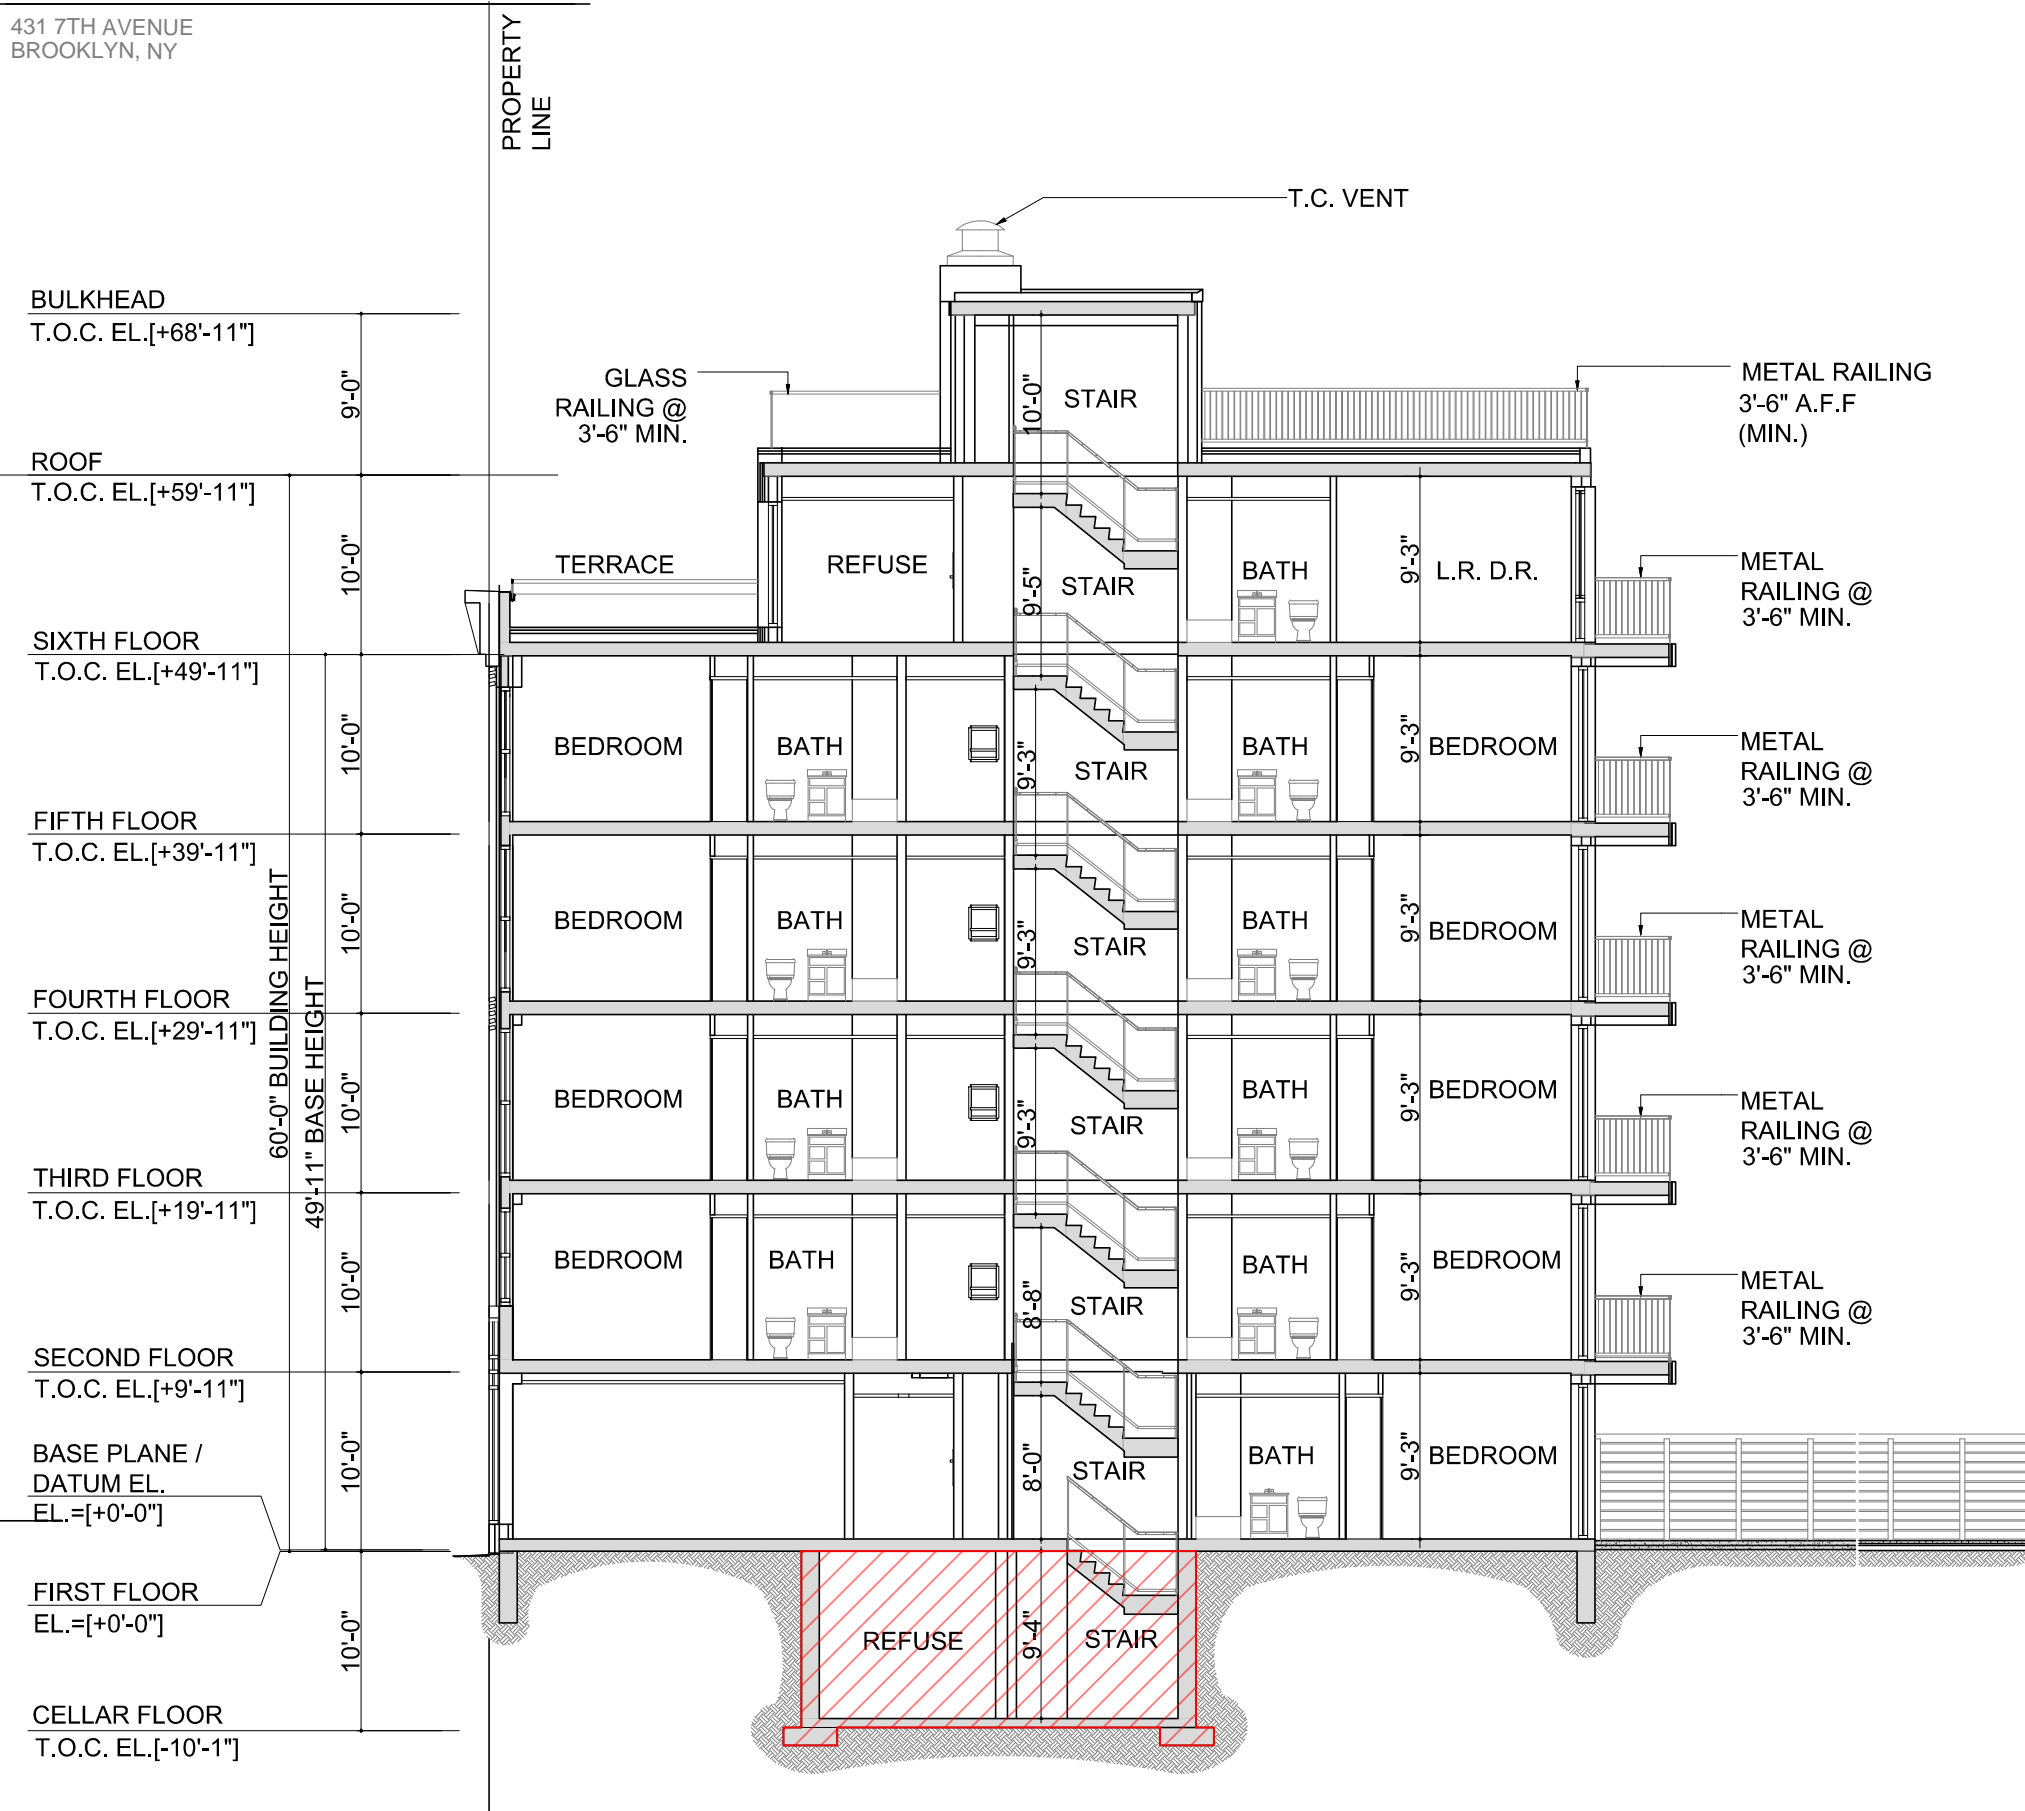 431 7TH AVENUE
BROOKLYN, NY
PROPERTY
LINE
T.C. VENT
BULKHEAD
T.O.C. EL.[+68'-11"]
9'-0"
GLASS
RAILING @
3'-6" MIN.
10'-0"
STAIR
METAL RAILING
3'-6" A.F.F
(MIN.)
ROOF
T.O.C. EL.[+59'-11"]
10'-0"
TERRACE
REFUSE
9'-5"
STAIR
BATH
9'-3"
L.R. D.R.
METAL
RAILING @
3'-6" MIN.
SIXTH FLOOR
T.O.C. EL.[+49'-11"]
10'-0"
BEDROOM
BATH
9'-3"
STAIR
BATH
9'-3"
BEDROOM
METAL
RAILING @
3'-6" MIN.
FIFTH FLOOR
T.O.C. EL.[+39'-11"]
60'-0" BUILDING HEIGHT
49'-11" BASE HEIGHT
10'-0"
BEDROOM
BATH
9'-3"
STAIR
BATH
9'-3"
BEDROOM
METAL
RAILING @
3'-6" MIN.
FOURTH FLOOR
T.O.C. EL.[+29'-11"]
10'-0"
BEDROOM
BATH
9'-3"
STAIR
BATH
9'-3"
BEDROOM
METAL
RAILING @
3'-6" MIN.
THIRD FLOOR
T.O.C. EL.[+19'-11"]
10'-0"
BEDROOM
BATH
8'-8"
STAIR
BATH
9'-3"
BEDROOM
METAL
RAILING @
3'-6" MIN.
SECOND FLOOR
T.O.C. EL.[+9'-11"]
10'-0"
8'-0"
STAIR
BATH
9'-3"
BEDROOM
BASE PLANE /
DATUM EL.
EL.=[+0'-0"]
FIRST FLOOR
EL.=[+0'-0"]
10'-0"
REFUSE
9'-4"
STAIR
CELLAR FLOOR
T.O.C. EL.[-10'-1"]